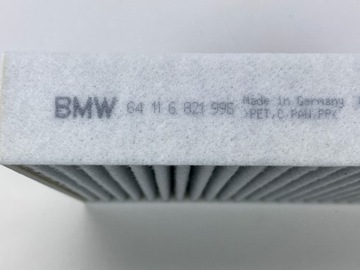 BMW 64 11 6 821 995 Made in Germany
>PET,C,PAN,PP<